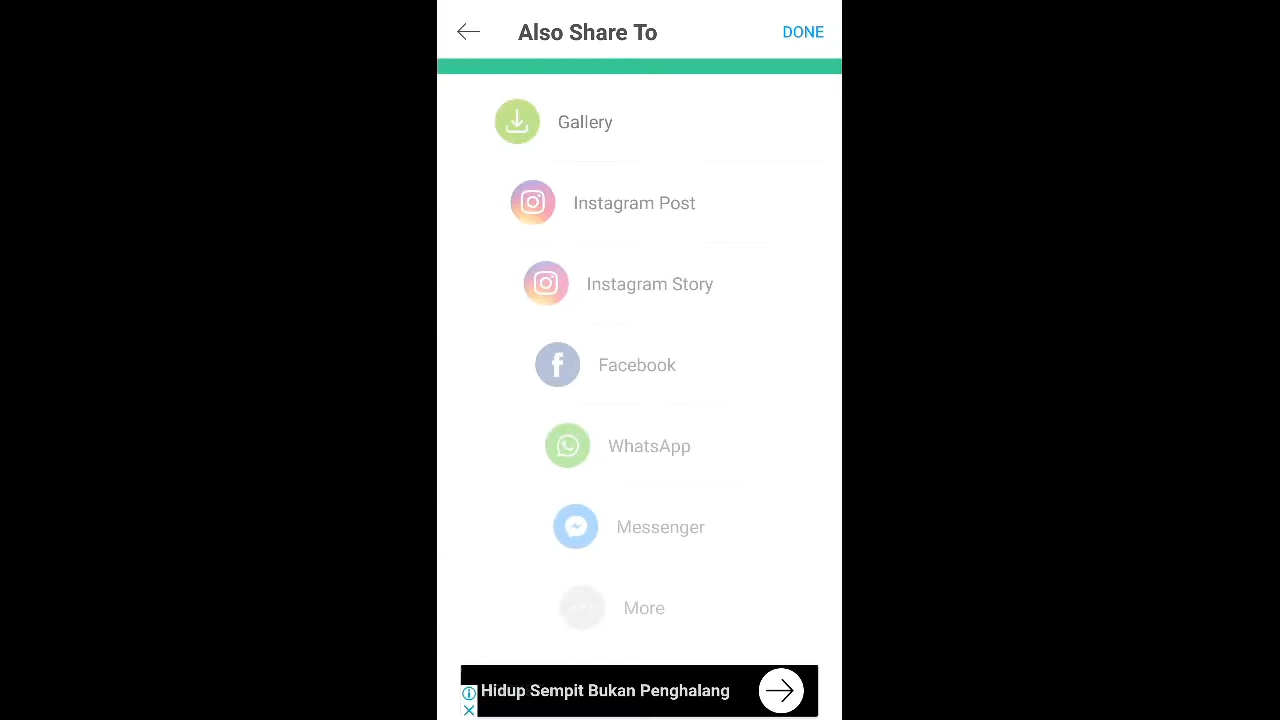 Also Share To
DONE
Gallery
Instagram Post
Instagram Story
Facebook
WhatsApp
Messenger
More
Hidup Sempit Bukan Penghalang